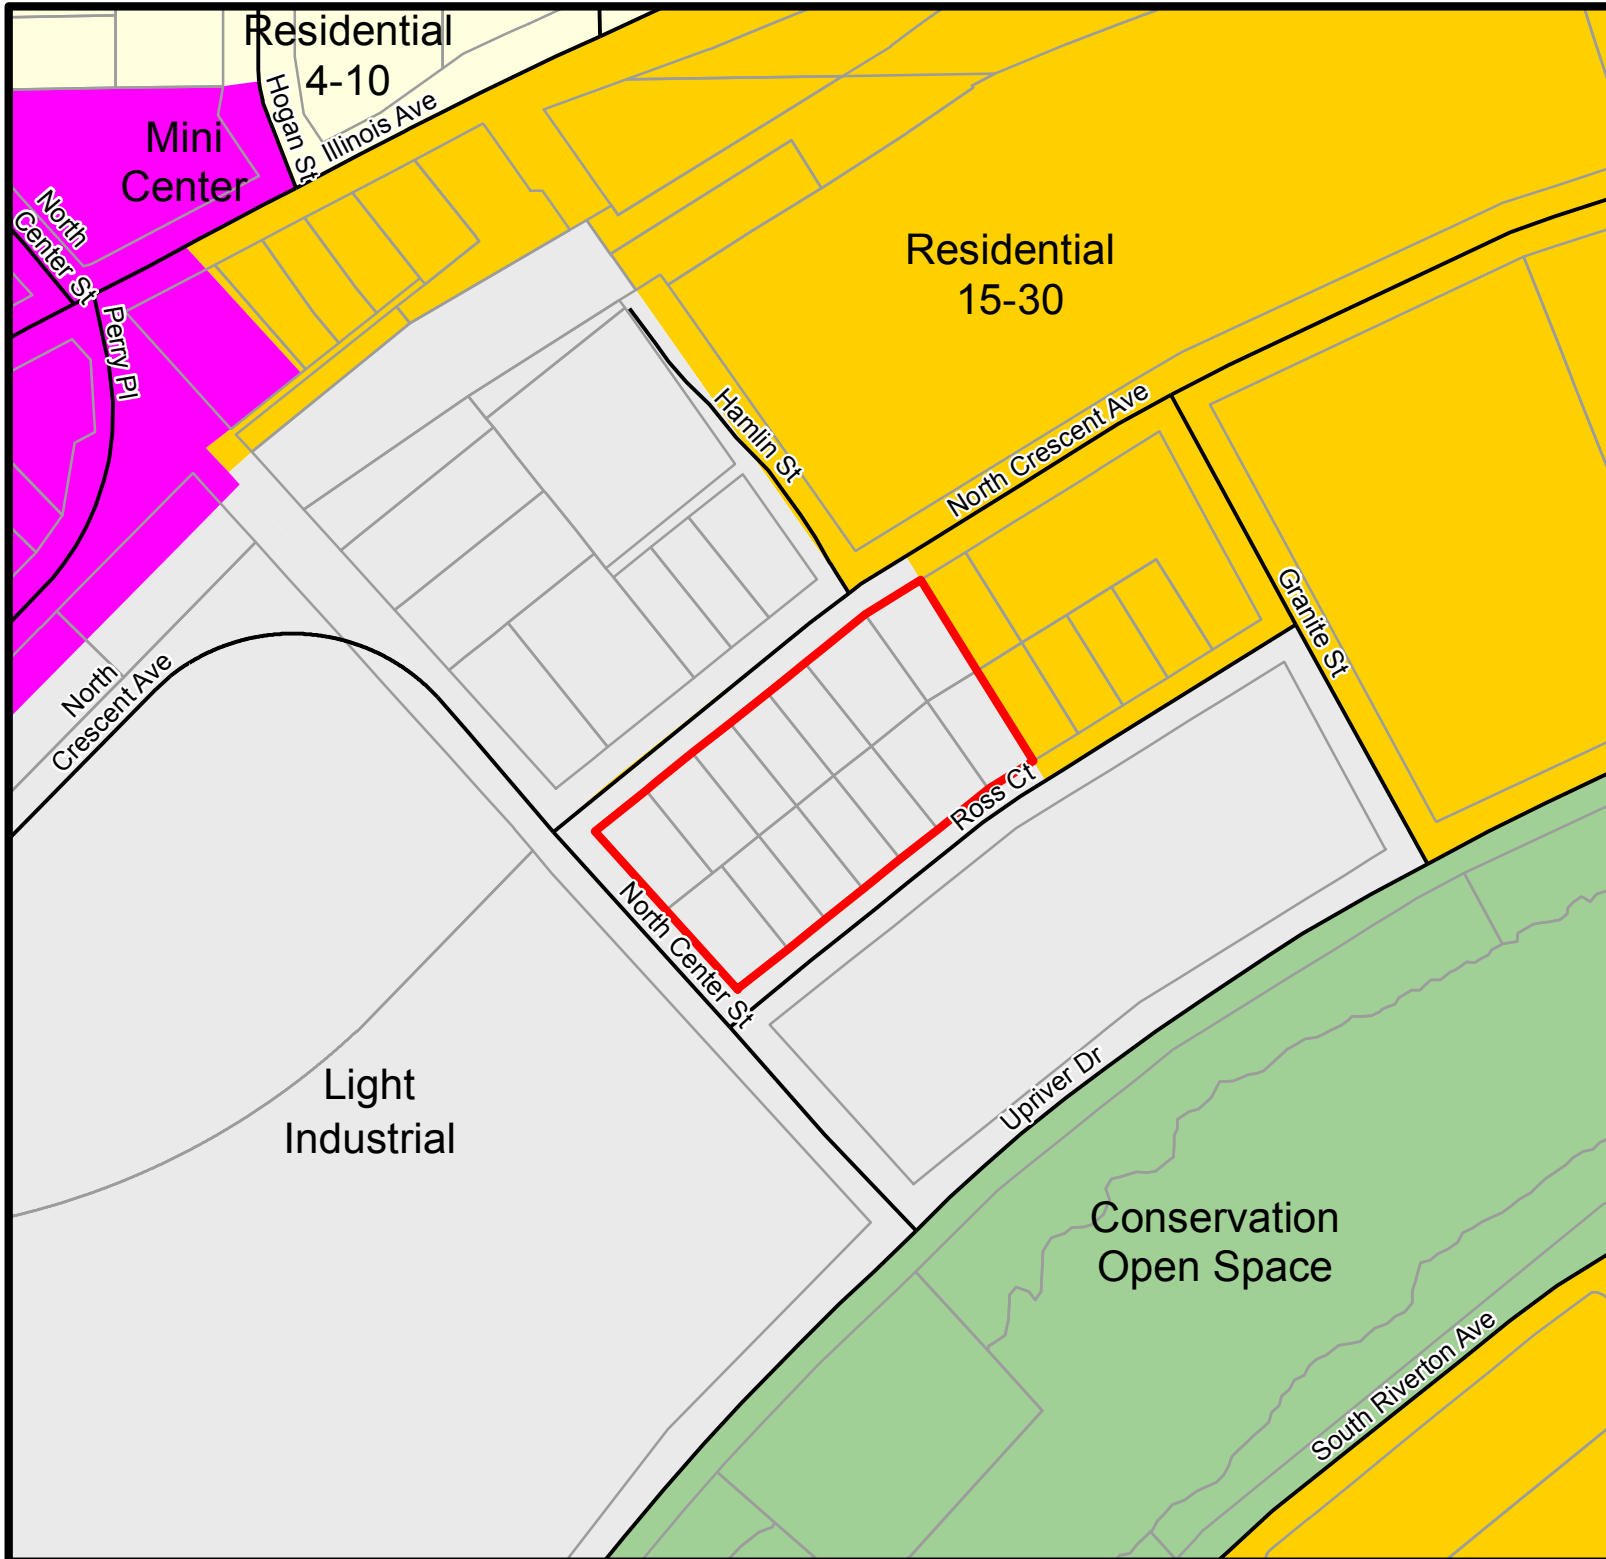 Residential
4-10
Hogan St
Illinois Ave
Mini
Center
North
Center St
Perry Pl
Residential
15-30
Hamlin St
North Crescent Ave
Granite St
North
Crescent Ave
Ross Ct
North Center St
Upriver Dr
Light
Industrial
Conservation
Open Space
South Riverton Ave